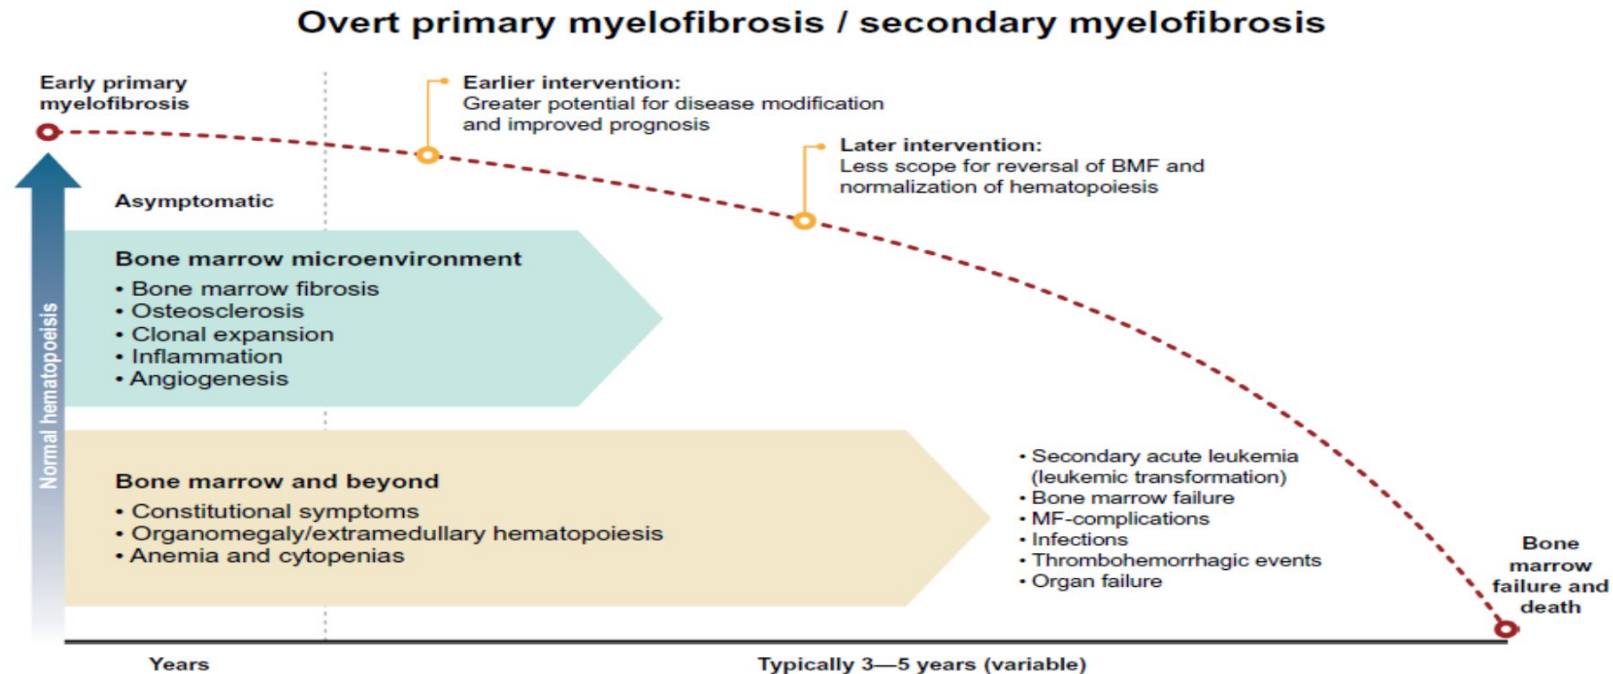 Overt primary myelofibrosis / secondary myelofibrosis
Early primary
myelofibrosis
Earlier intervention:
Greater potential for disease modification
and improved prognosis
Later intervention:
Less scope for reversal of BMF and
normalization of hematopoiesis
Asymptomatic
Normal hematopoeisis
Bone marrow microenvironment
• Bone marrow fibrosis
• Osteosclerosis
• Clonal expansion
• Inflammation
• Angiogenesis
Bone marrow and beyond
• Constitutional symptoms
• Organomegaly/extramedullary hematopoiesis
• Anemia and cytopenias
• Secondary acute leukemia
(leukemic transformation)
• Bone marrow failure
• MF-complications
• Infections
• Thrombohemorrhagic events
• Organ failure
Bone
marrow
failure and
death
Years
Typically 3—5 years (variable)